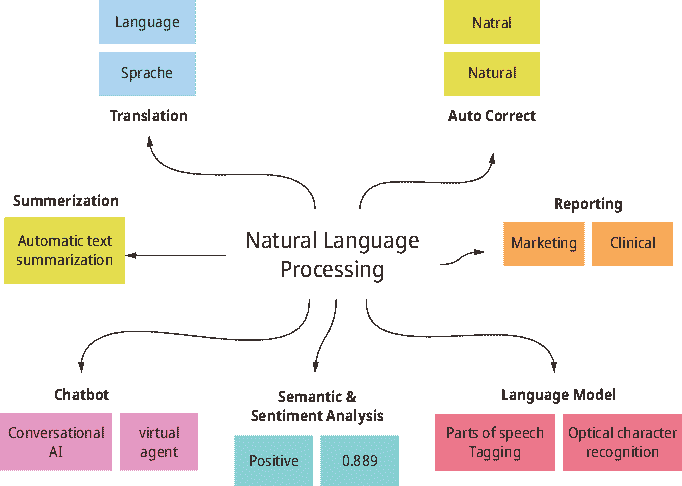 Language
Sprache
Translation
Natral
Natural
Auto Correct
Summerization
Automatic text
summarization
Natural Language
Processing
Reporting
Marketing
Clinical
Chatbot
Conversational
AI
virtual
agent
Semantic &
Sentiment Analysis
Positive
0.889
Language Model
Parts of speech
Tagging
Optical character
recognition